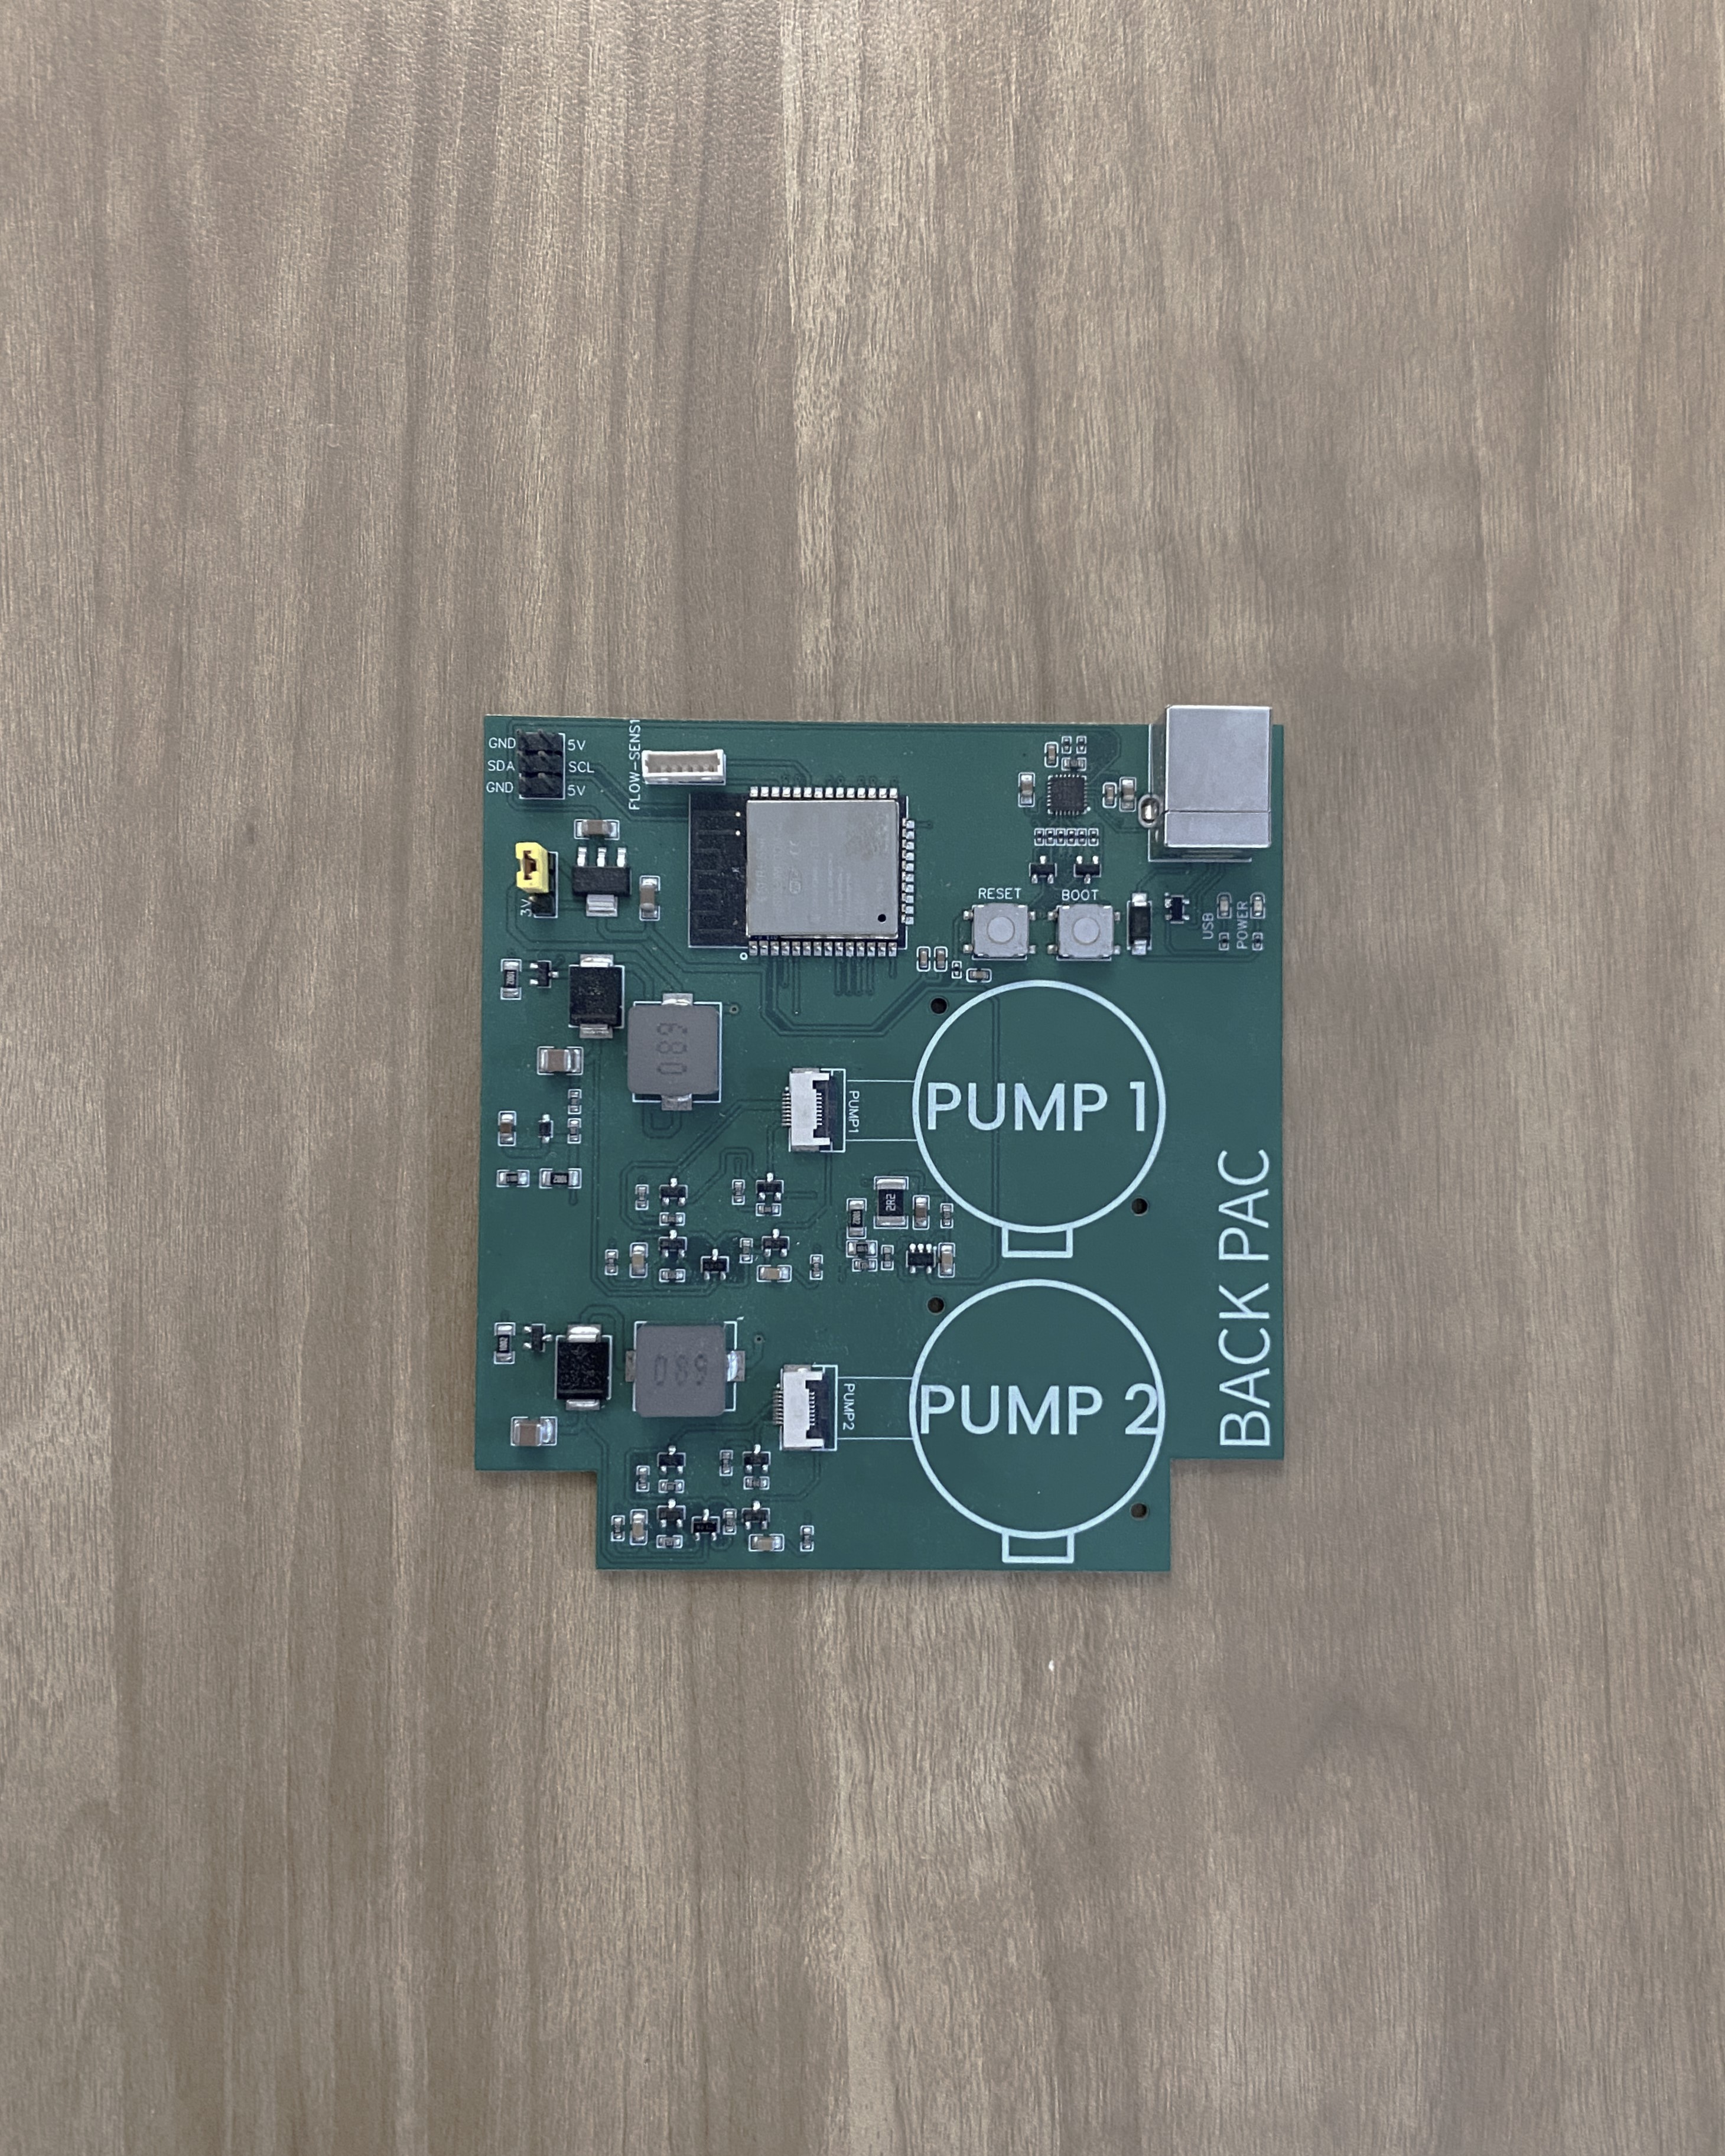 GND 5V
SDA SCL
GND 5V
FLOW-SENS1
3V
RESET BOOT
USB
POWER
680
PUMP1
PUMP 1
2R2
BACK PAC
680
PUMP2
PUMP 2